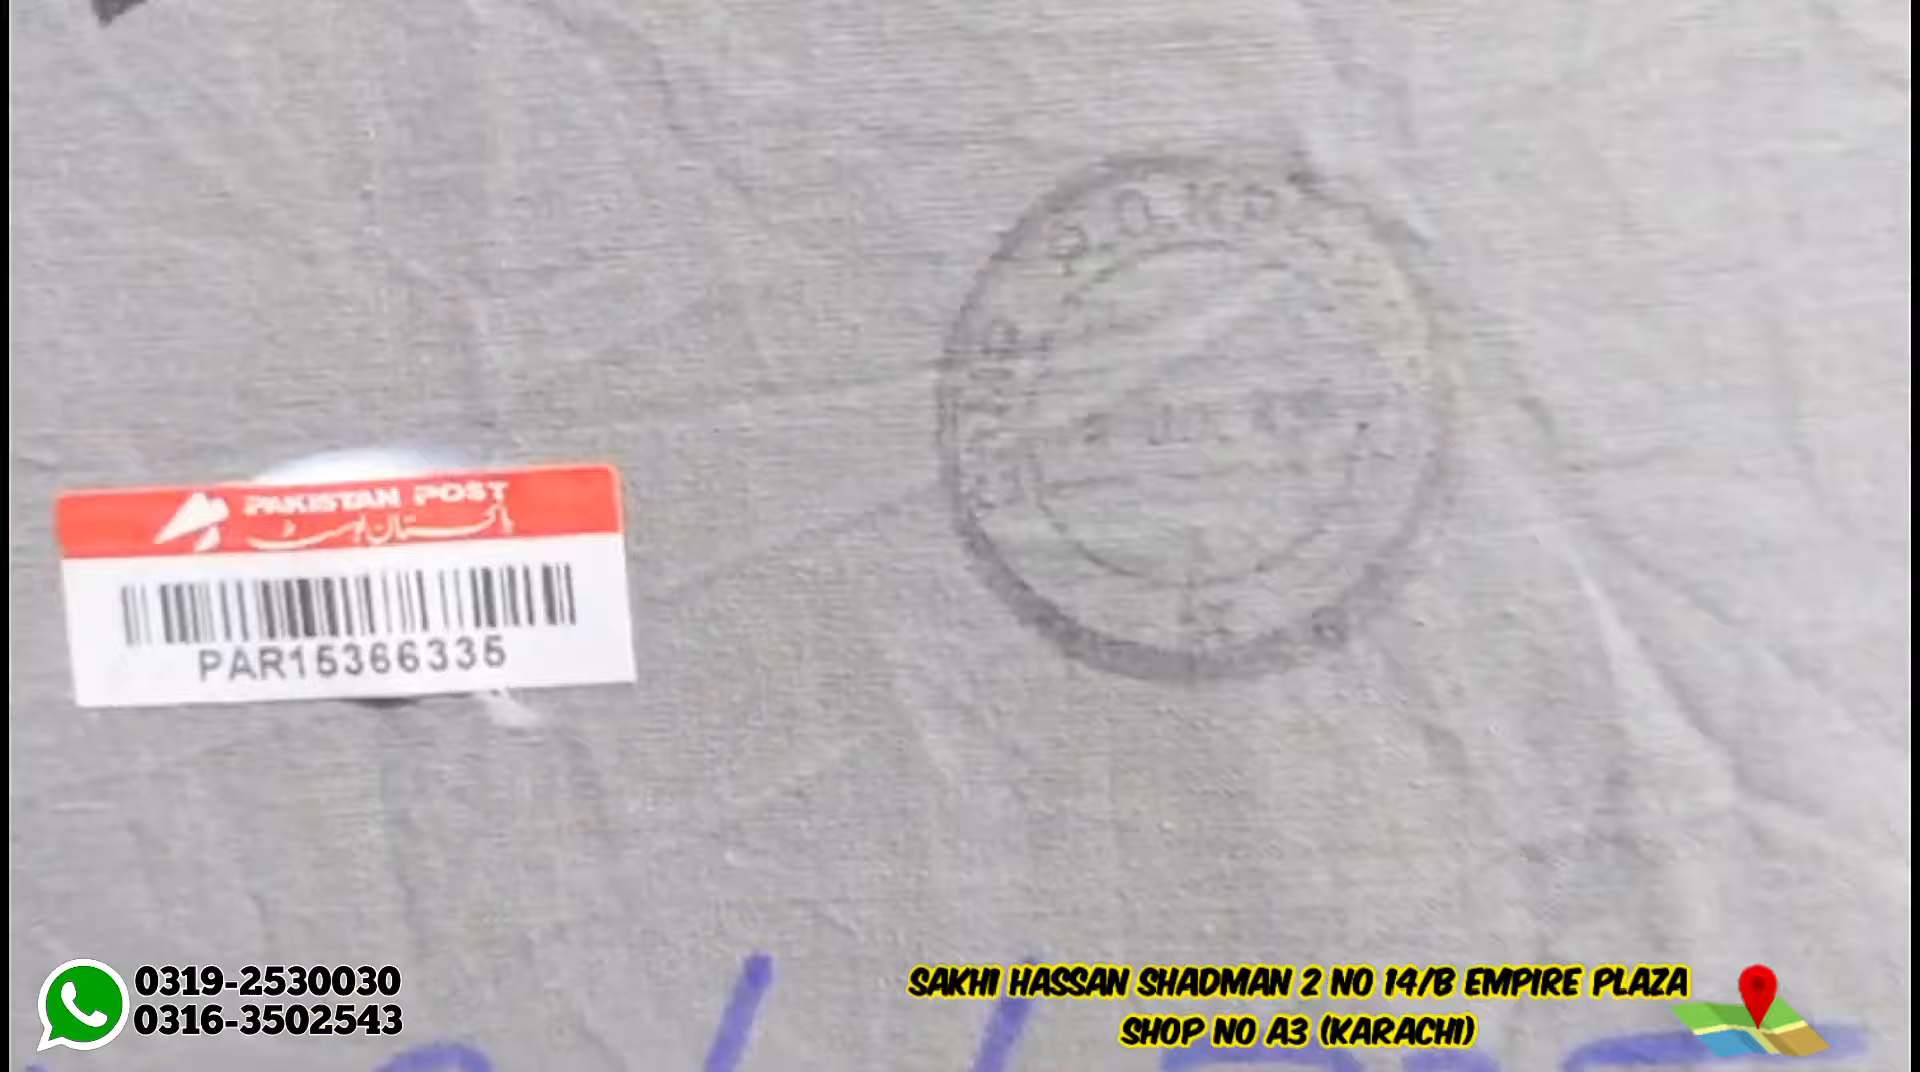 PAKISTAN POST
پاکستان پوسٹ
PAR15366335
0319-2530030
0316-3502543
SAKHI HASSAN SHADMAN 2 NO 14/B EMPIRE PLAZA
SHOP NO A3 (KARACHI)